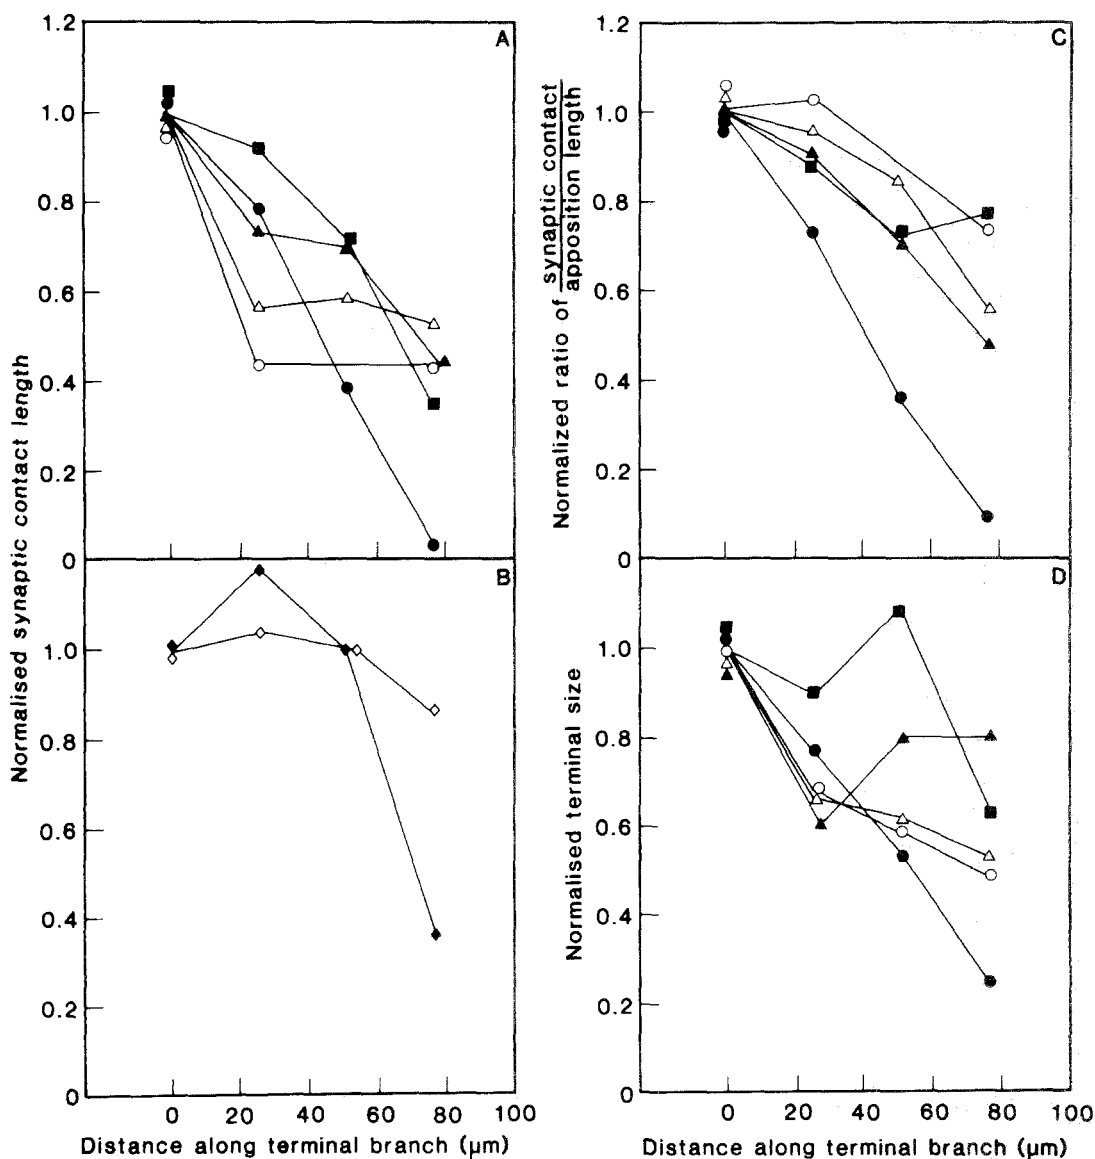 A
1.2
1.0
0.8
0.6
0.4
0.2
0
B
1.0
0.8
0.6
0.4
0.2
0
Normalised synaptic contact length
0 20 40 60 80 100
Distance along terminal branch (μm)
C
1.2
1.0
0.8
0.6
0.4
0.2
0
Normalized ratio of synaptic contact
apposition length
D
1.0
0.8
0.6
0.4
0.2
0
Normalised terminal size
0 20 40 60 80 100
Distance along terminal branch (μm)